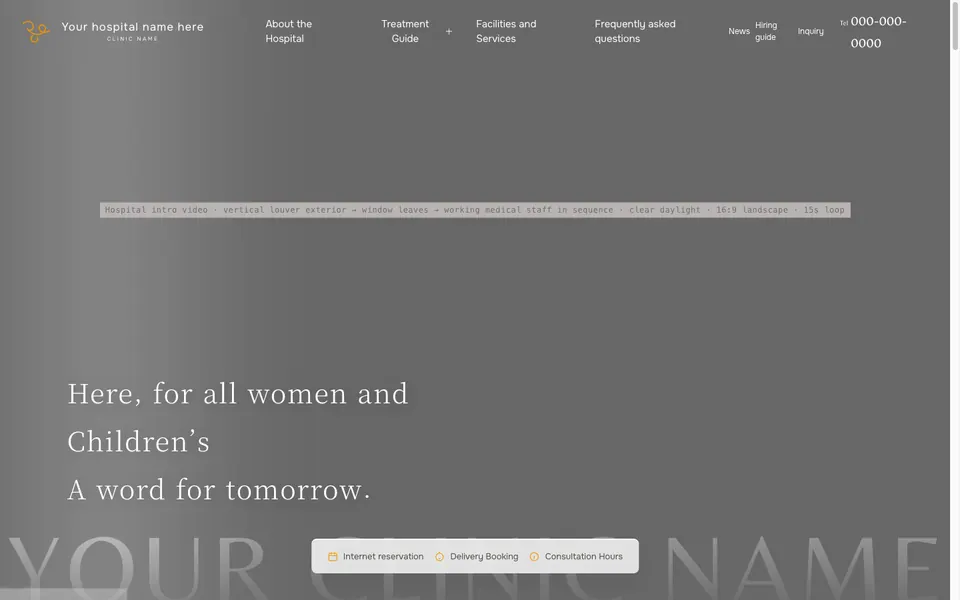 Your hospital name here
CLINIC NAME
About the
Hospital
Treatment
Guide
+
Facilities and
Services
Frequently asked
questions
News
Hiring
guide
Inquiry
Tel 000-000-
0000
Hospital intro video · vertical louver exterior → window leaves → working medical staff in sequence · clear daylight · 16:9 landscape · 15s loop
Here, for all women and
Children’s
A word for tomorrow.
YOUR CLINIC NAME
Internet reservation
Delivery Booking
Consultation Hours